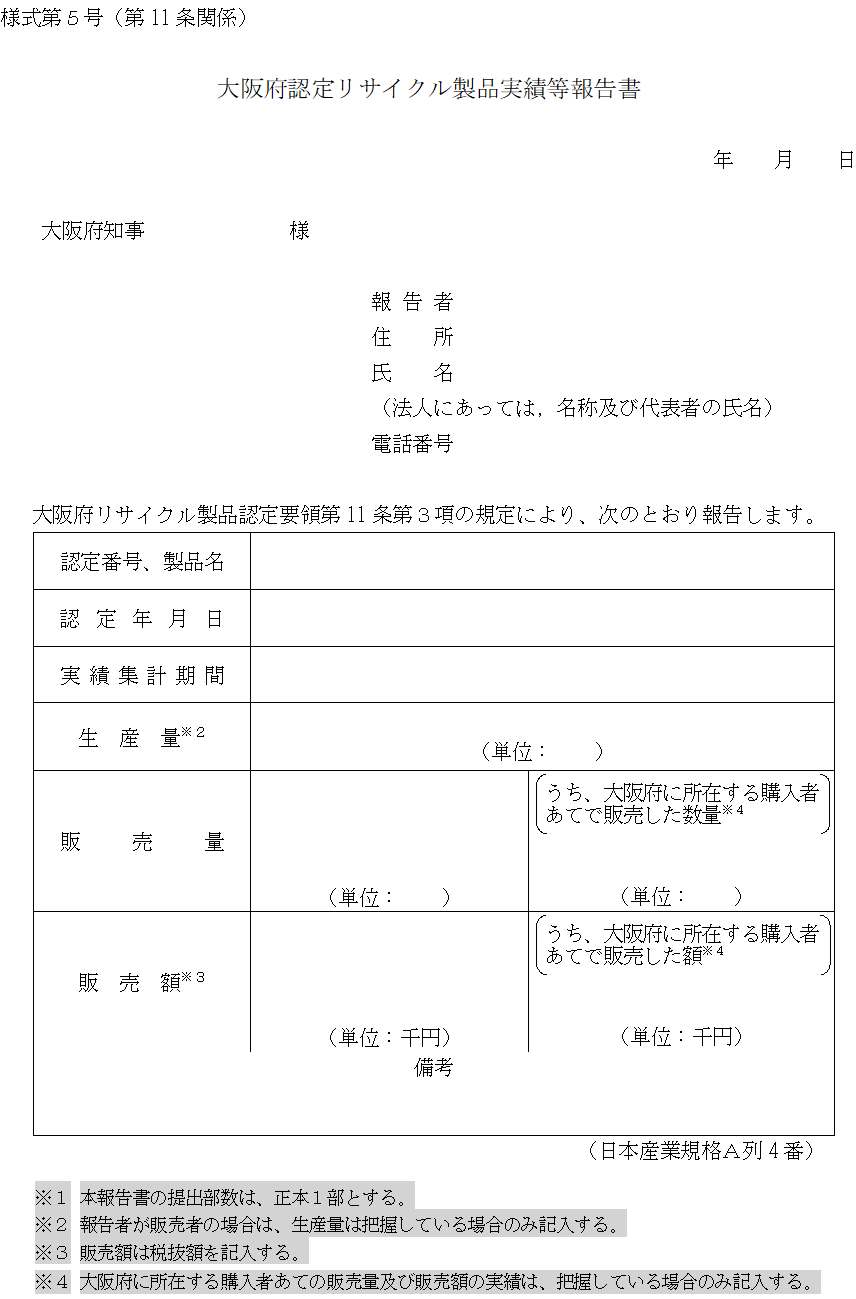 様式第５号（第11条関係）
大阪府認定リサイクル製品実績等報告書
年　　月　　日
大阪府知事　　　　　　　様
報 告 者
住　　所
氏　　名
（法人にあっては，名称及び代表者の氏名）
電話番号
大阪府リサイクル製品認定要領第11条第３項の規定により、次のとおり報告します。
認定番号、製品名
認 定 年 月 日
実 績 集 計 期 間
生　産　量※２
（単位：　　）
販　　売　　量
（単位：　　）
うち、大阪府に所在する購入者
あてで販売した数量※４
（単位：　　）
販　売　額※３
（単位：千円）
うち、大阪府に所在する購入者
あてで販売した額※４
（単位：千円）
備考
（日本産業規格Ａ列４番）
※１ 本報告書の提出部数は、正本１部とする。
※２ 報告者が販売者の場合は、生産量は把握している場合のみ記入する。
※３ 販売額は税抜額を記入する。
※４ 大阪府に所在する購入者あての販売量及び販売額の実績は、把握している場合のみ記入する。